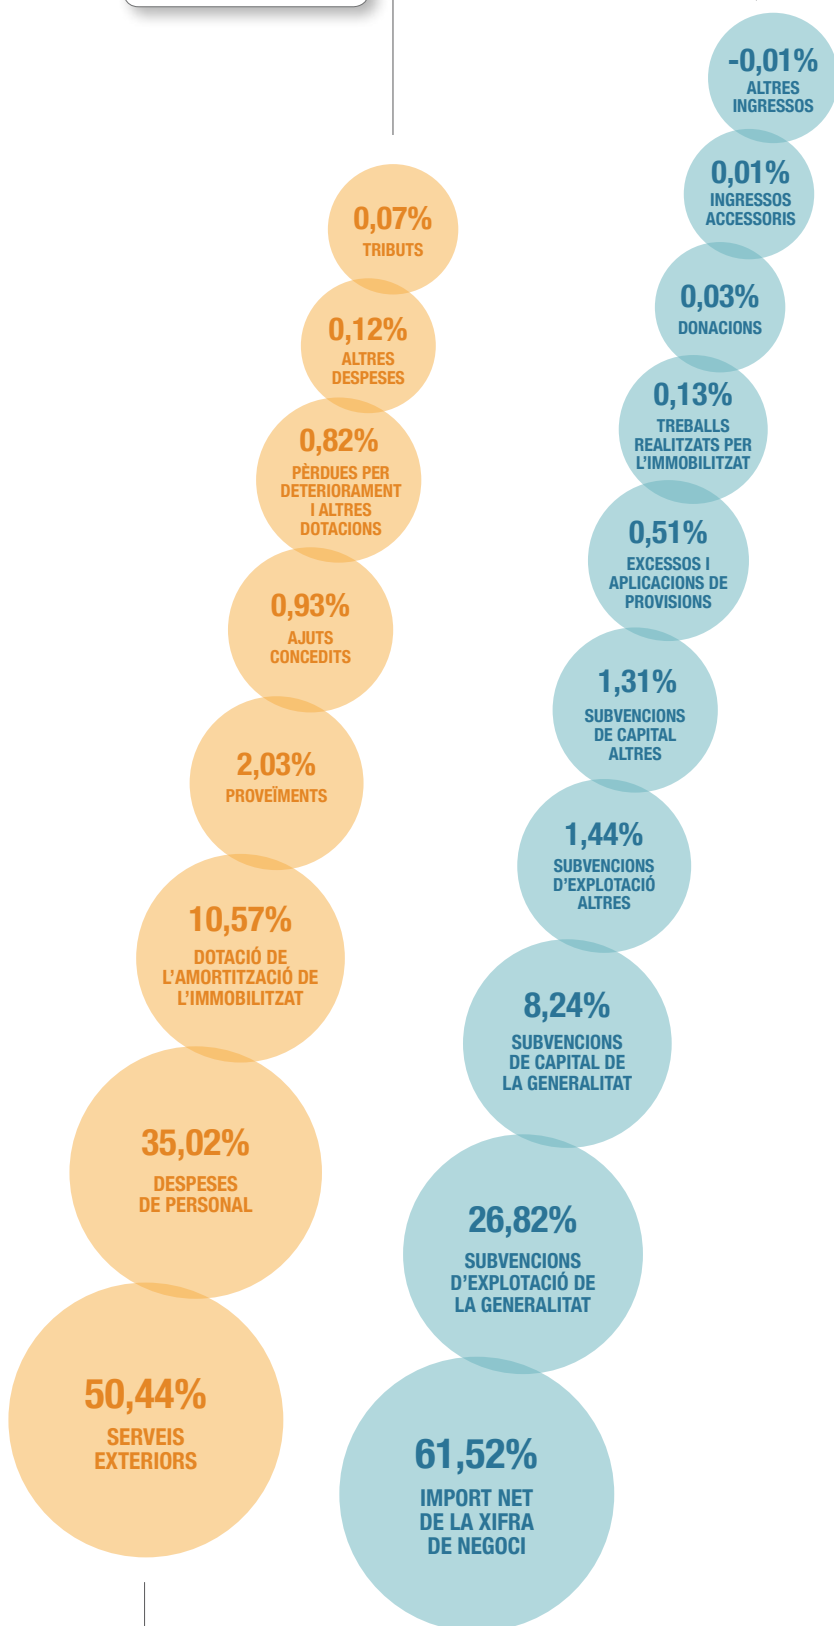 0,07%
TRIBUTS
0,12%
ALTRES
DESPESES
0,82%
PÈRDUES PER
DETERIORAMENT
I ALTRES
DOTACIONS
0,93%
AJUTS
CONCEDITS
2,03%
PROVEÏMENTS
10,57%
DOTACIÓ DE
L'AMORTITZACIÓ DE
L'IMMOBILITZAT
35,02%
DESPESES
DE PERSONAL
50,44%
SERVEIS
EXTERIORS
-0,01%
ALTRES
INGRESSOS
0,01%
INGRESSOS
ACCESSORIS
0,03%
DONACIONS
0,13%
TREBALLS
REALITZATS PER
L'IMMOBILITZAT
0,51%
EXCESSOS I
APLICACIONS DE
PROVISIONS
1,31%
SUBVENCIONS
DE CAPITAL
ALTRES
1,44%
SUBVENCIONS
D'EXPLOTACIÓ
ALTRES
8,24%
SUBVENCIONS
DE CAPITAL DE
LA GENERALITAT
26,82%
SUBVENCIONS
D'EXPLOTACIÓ DE
LA GENERALITAT
61,52%
IMPORT NET
DE LA XIFRA
DE NEGOCI